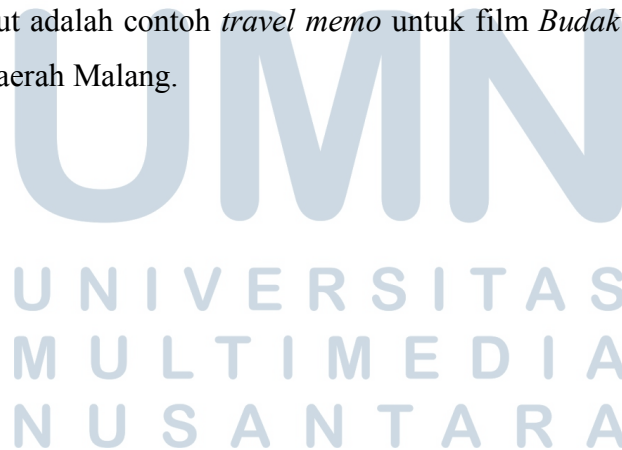 ut adalah contoh travel memo untuk film Budak
aerah Malang.
UMN
UNIVERSITAS
MULTIMEDIA
NUSANTARA